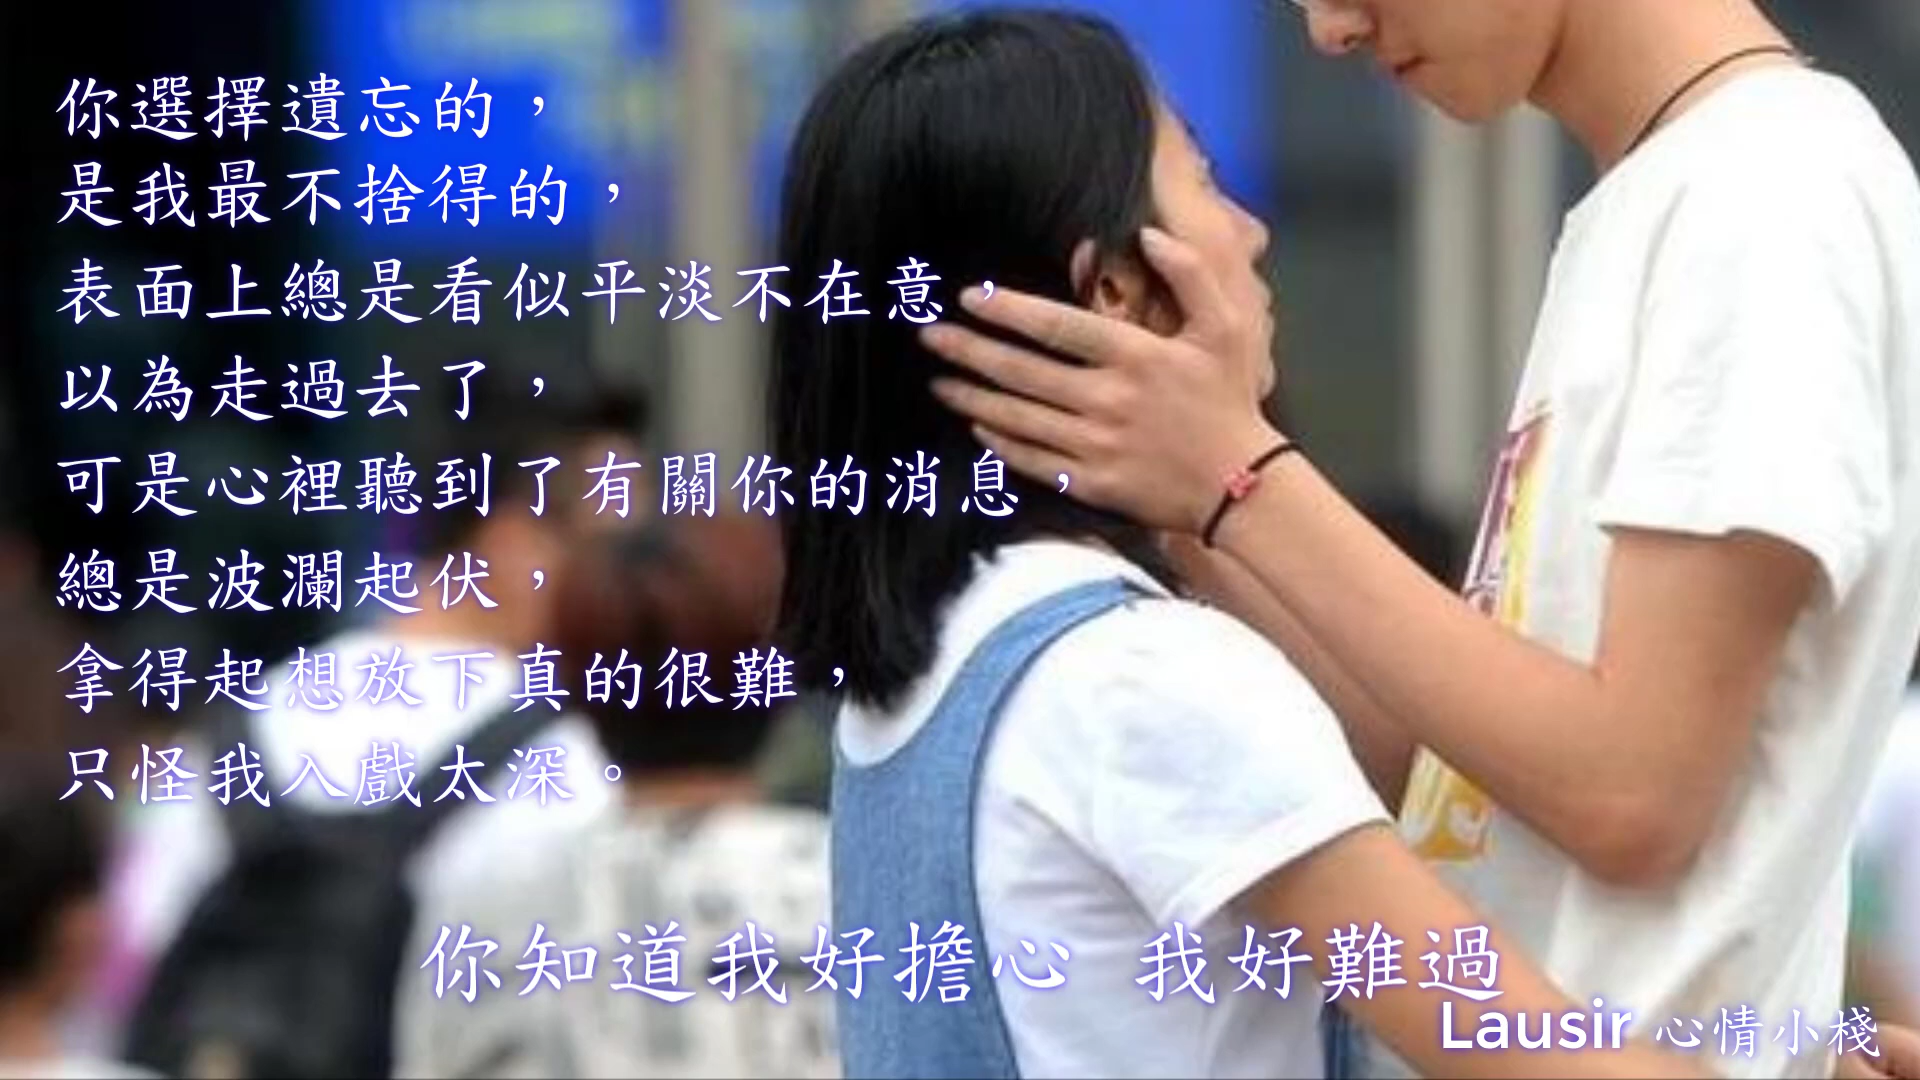 你選擇遺忘的，
是我最不捨得的，
表面上總是看似平淡不在意，
以為走過去了，
可是心裡聽到了有關你的消息，
總是波瀾起伏，
拿得起想放下真的很難，
只怪我入戲太深。
你知道我好擔心 我好難過
Lausir 心情小棧